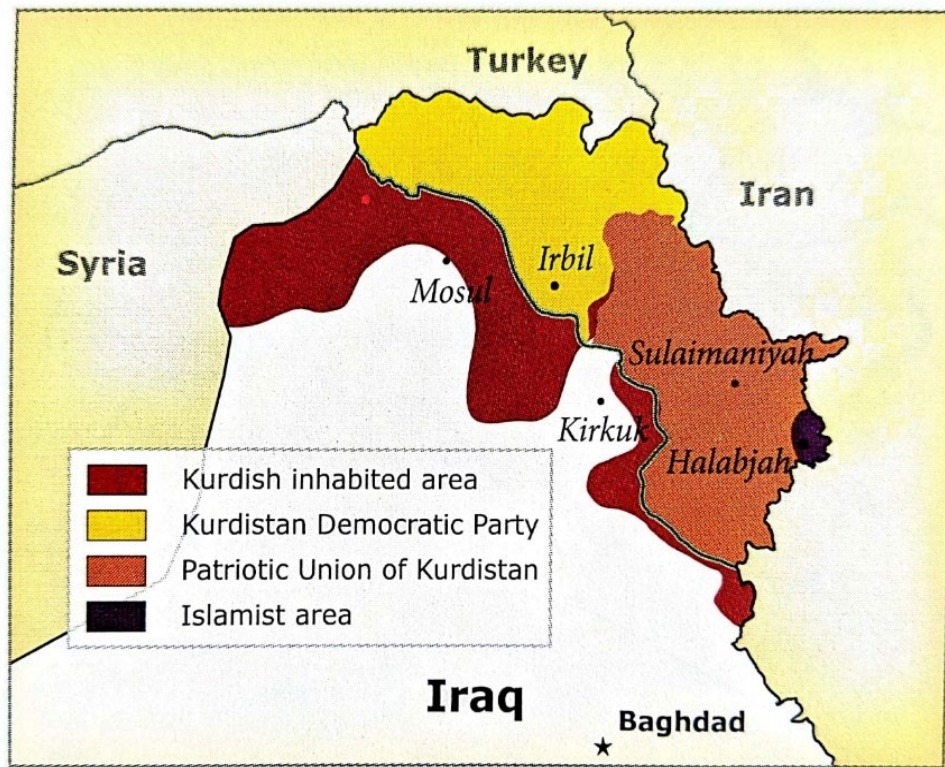 Turkey
Iran
Syria
Irbil
Mosul
Sulaimaniyah
Kirkuk
Halabjah
Kurdish inhabited area
Kurdistan Democratic Party
Patriotic Union of Kurdistan
Islamist area
Iraq
Baghdad